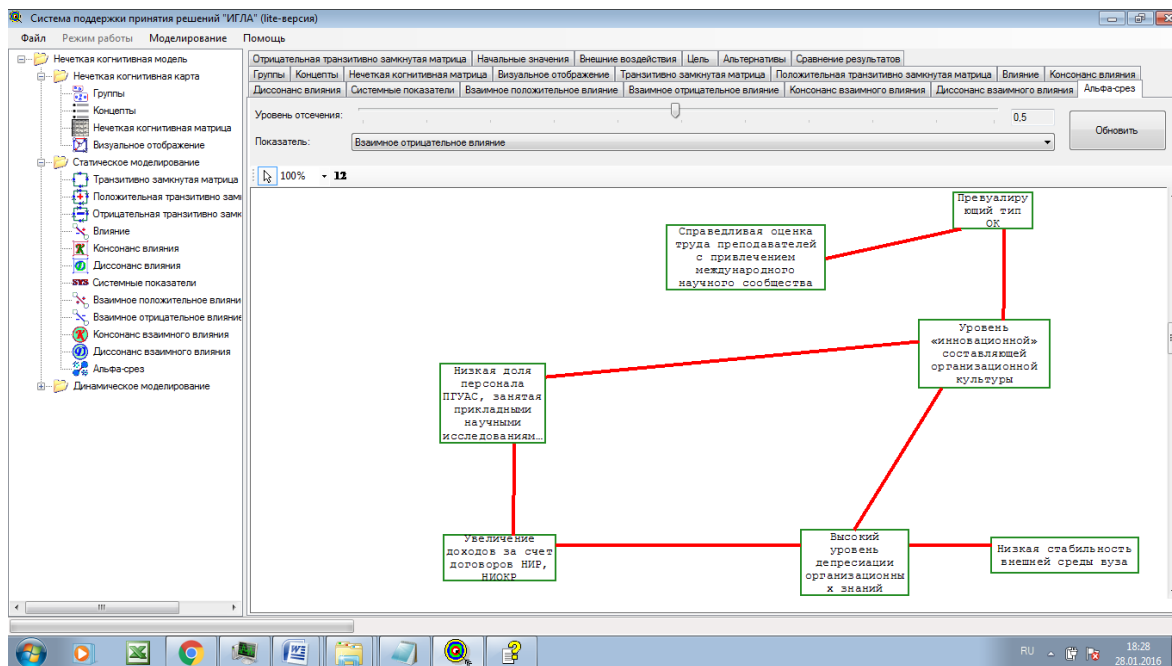 Система поддержки принятия решений "ИГЛА" (lite-версия)
Файл Режим работы Моделирование Помощь
Нечеткая когнитивная модель
Нечеткая когнитивная карта
Группы
Концепты
Нечеткая когнитивная матрица
Визуальное отображение
Статическое моделирование
Транзитивно замкнутая матрица
Положительная транзитивно зам
Отрицательная транзитивно замк
Влияние
Консонанс влияния
Диссонанс влияния
SYS Системные показатели
Взаимное положительное влияни
Взаимное отрицательное влияние
Консонанс взаимного влияния
Диссонанс взаимного влияния
Альфа-срез
Динамическое моделирование
Отрицательная транзитивно замкнутая матрица Начальные значения Внешние воздействия Цель Альтернативы Сравнение результатов
Группы Концепты Нечеткая когнитивная матрица Визуальное отображение Транзитивно замкнутая матрица Положительная транзитивно замкнутая матрица Влияние Консонанс влияния
Диссонанс влияния Системные показатели Взаимное положительное влияние Взаимное отрицательное влияние Консонанс взаимного влияния Диссонанс взаимного влияния Альфа-срез
Уровень отсечения: 0,5
Обновить
Показатель: Взаимное отрицательное влияние
100% 12
Превуалиру
ющий тип
ОК
Справедливая оценка
труда преподавателей
с привлечением
международного
научного сообщества
Уровень
«инновационной»
составляющей
организационной
культуры
Низкая доля
персонала
ПГУАС, занятая
прикладными
научными
исследованиям…
Увеличение
доходов за счет
договоров НИР,
НИОКР
Высокий
уровень
депресиации
организационны
х знаний
Низкая стабильность
внешней среды вуза
RU
18:28
28.01.2016